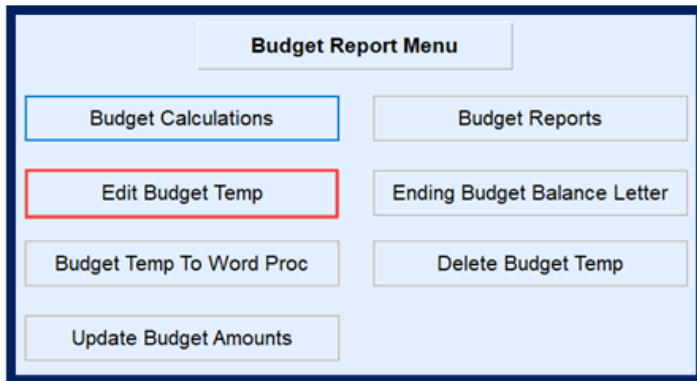 Budget Report Menu
Budget Calculations
Budget Reports
Edit Budget Temp
Ending Budget Balance Letter
Budget Temp To Word Proc
Delete Budget Temp
Update Budget Amounts